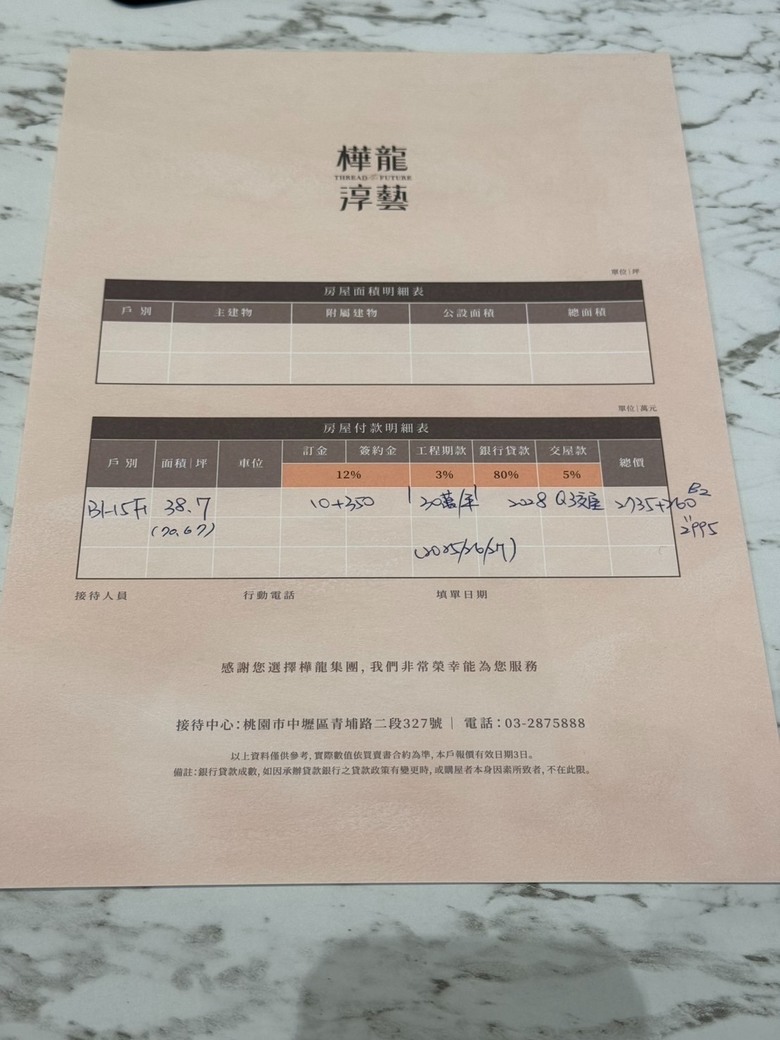 樺龍
THREAD OF FUTURE
淳藝
單位|坪
房屋面積明細表
戶別 主建物 附屬建物 公設面積 總面積
單位|萬元
房屋付款明細表
戶別 面積|坪 車位 訂金 簽約金 工程期款 銀行貸款 交屋款 總價
12% 3% 80% 5%
B1-15F 38.7 10+350 30萬/年 2028 Q3交屋 2735+260 B2
(70.67) 2995
(2025/26/27)
接待人員 行動電話 填單日期
感謝您選擇樺龍集團,我們非常榮幸能為您服務
接待中心:桃園市中壢區青埔路二段327號 | 電話:03-2875888
以上資料僅供參考,實際數值依買賣書合約為準,本戶報價有效日期3日。
備註:銀行貸款成數,如因承辦貸款銀行之貸款政策有變更時,或購屋者本身因素所致者,不在此限。